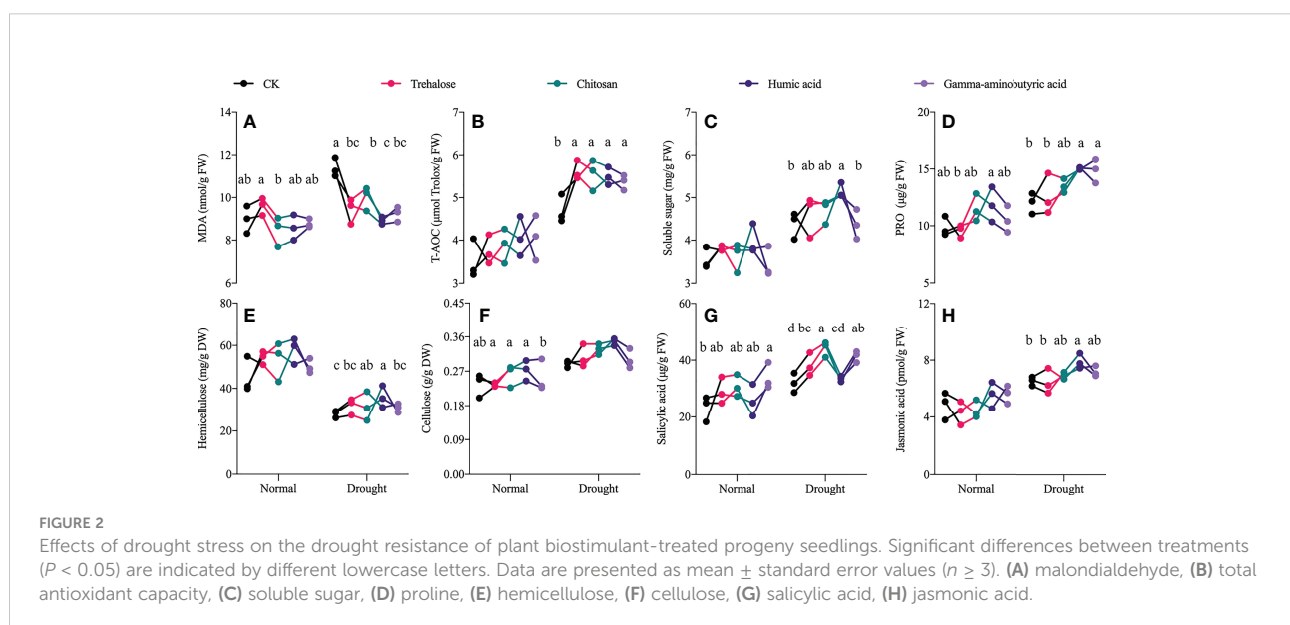 CK Trehalose Chitosan Humic acid Gamma-aminobutyric acid
A
MDA (nmol/g FW)
14
12
10
8
6
ab a b ab ab
a bc b c bc
B
T-AOC (μmol Trolox/g FW)
7
6
5
4
3
b a a a a
C
Soluble sugar (mg/g FW)
7
6
5
4
3
b ab ab a b
D
PRO (μg/g FW)
20
15
10
5
ab b ab a ab
b b ab a a
E
Hemicellulose (mg/g DW)
80
60
40
20
0
c bc ab a bc
Normal Drought
F
Cellulose (g/g DW)
0.45
0.36
0.27
0.18
0.09
0.00
ab a a a b
Normal Drought
G
Salicylic acid (μg/g FW)
60
40
20
0
b ab ab ab a
d bc a cd ab
Normal Drought
H
Jasmonic acid (pmol/g FW)
12
9
6
3
0
b b ab a ab
Normal Drought
FIGURE 2
Effects of drought stress on the drought resistance of plant biostimulant-treated progeny seedlings. Significant differences between treatments
(P < 0.05) are indicated by different lowercase letters. Data are presented as mean ± standard error values (n ≥ 3). (A) malondialdehyde, (B) total
antioxidant capacity, (C) soluble sugar, (D) proline, (E) hemicellulose, (F) cellulose, (G) salicylic acid, (H) jasmonic acid.